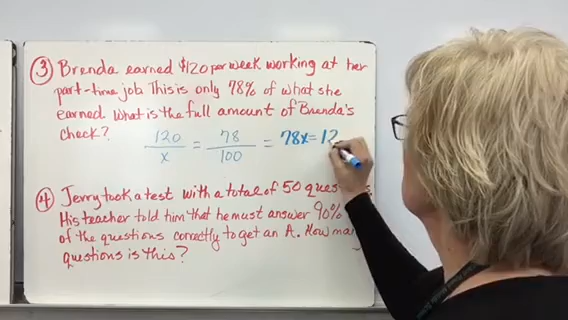 ③ Brenda earned $120 per week working at her
part-time job. This is only 78% of what she
earned. What is the full amount of Brenda's
check?
120/x = 78/100 = 78x=12
④ Jerry took a test with a total of 50
His teacher told him that he must answer 90%
of the questions correctly to get an A. How many
questions is this?